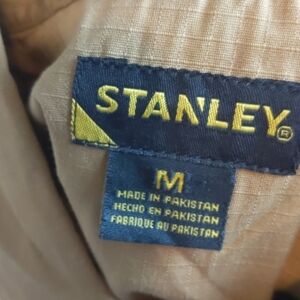 STANLEY®
M
MADE IN PAKISTAN
HECHO EN PAKISTAN
FABRIQUE AU PAKISTAN